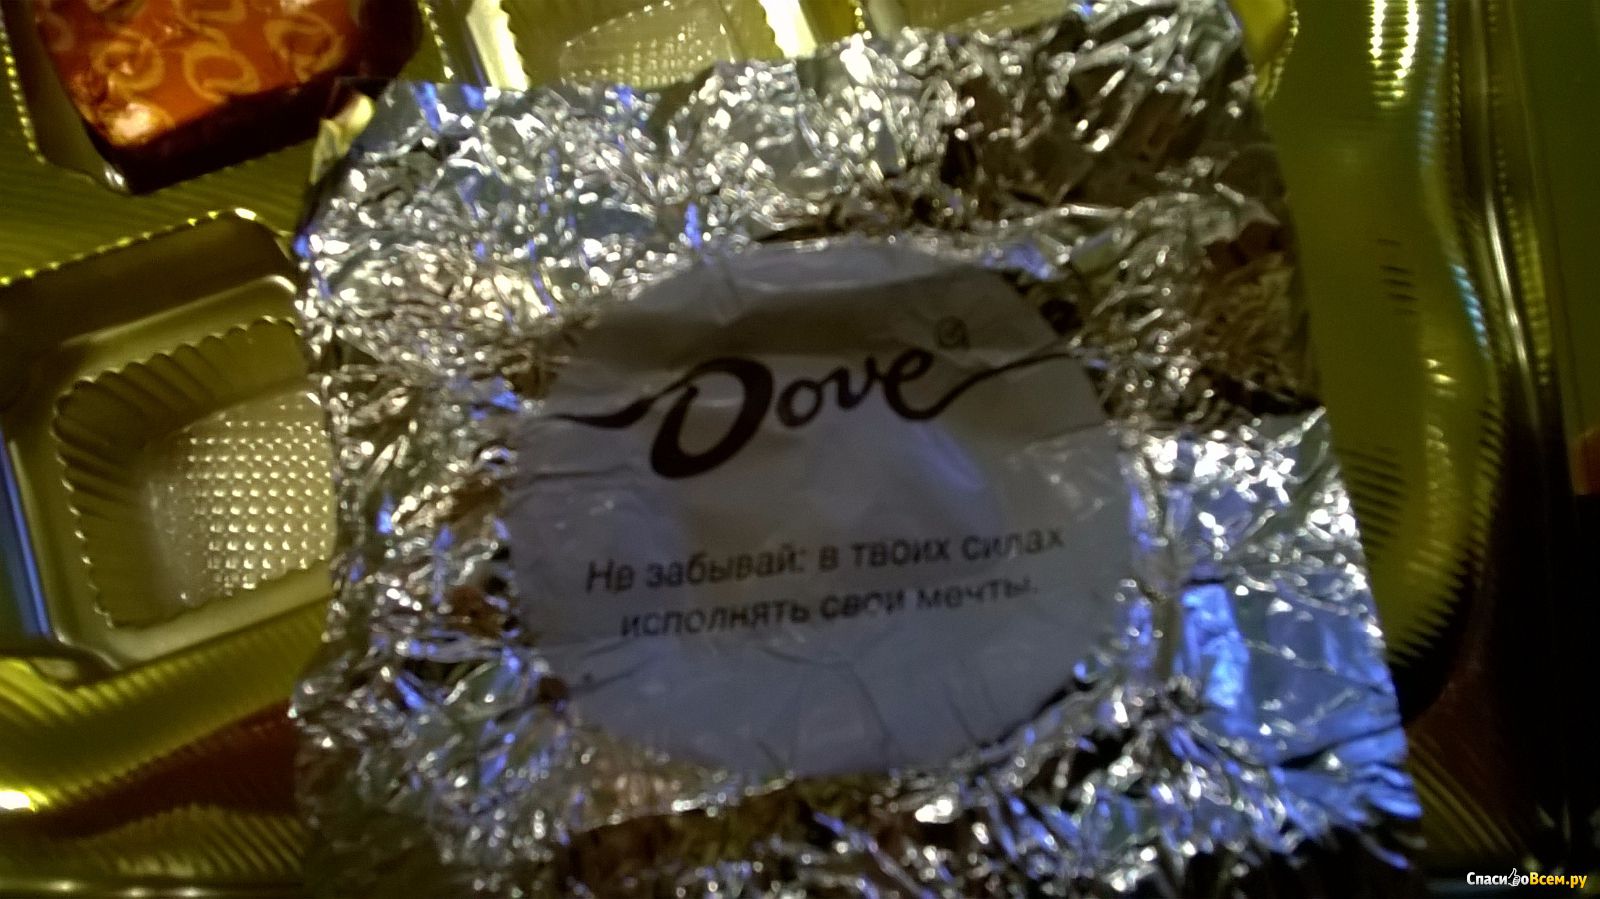 Dove
Не забывай: в твоих силах
исполнять свои мечты.
СпасибоВсем.ру